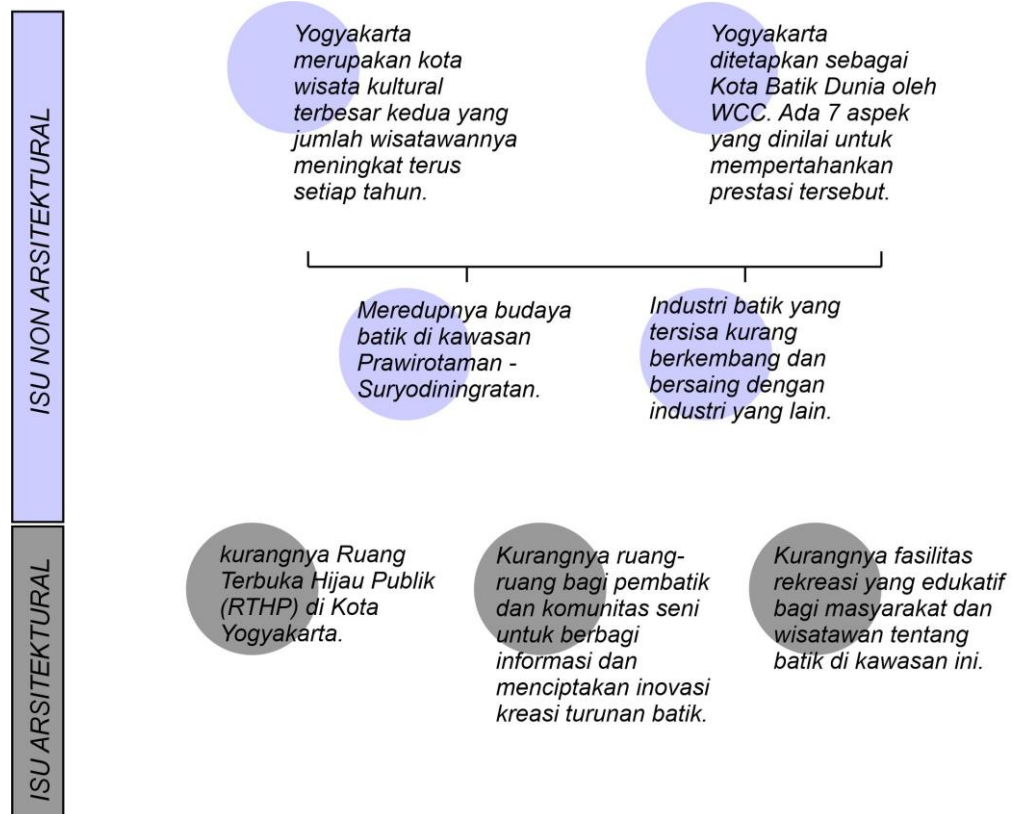 ISU NON ARSITEKTURAL
Yogyakarta
merupakan kota
wisata kultural
terbesar kedua yang
jumlah wisatawannya
meningkat terus
setiap tahun.
Yogyakarta
ditetapkan sebagai
Kota Batik Dunia oleh
WCC. Ada 7 aspek
yang dinilai untuk
mempertahankan
prestasi tersebut.
Meredupnya budaya
batik di kawasan
Prawirotaman -
Suryodiningratan.
Industri batik yang
tersisa kurang
berkembang dan
bersaing dengan
industri yang lain.
ISU ARSITEKTURAL
kurangnya Ruang
Terbuka Hijau Publik
(RTHP) di Kota
Yogyakarta.
Kurangnya ruang-
ruang bagi pembatik
dan komunitas seni
untuk berbagi
informasi dan
menciptakan inovasi
kreasi turunan batik.
Kurangnya fasilitas
rekreasi yang edukatif
bagi masyarakat dan
wisatawan tentang
batik di kawasan ini.